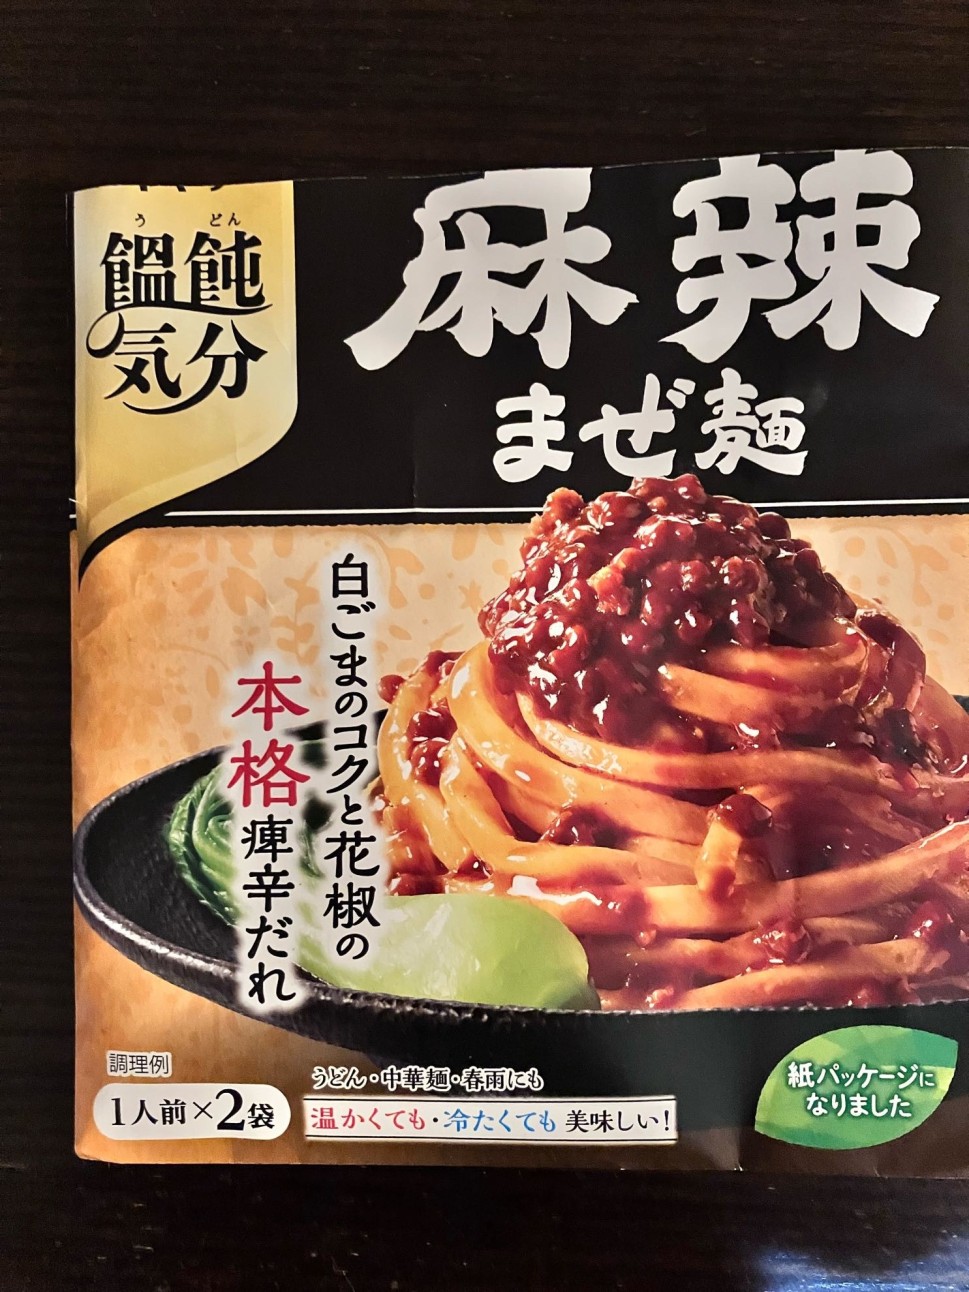 うどん
饂飩
気分
麻辣
まぜ麺
白ごまのコクと花椒の
本格痺辛だれ
調理例
1人前×2袋
うどん・中華麺・春雨にも
温かくても・冷たくても 美味しい!
紙パッケージに
なりました